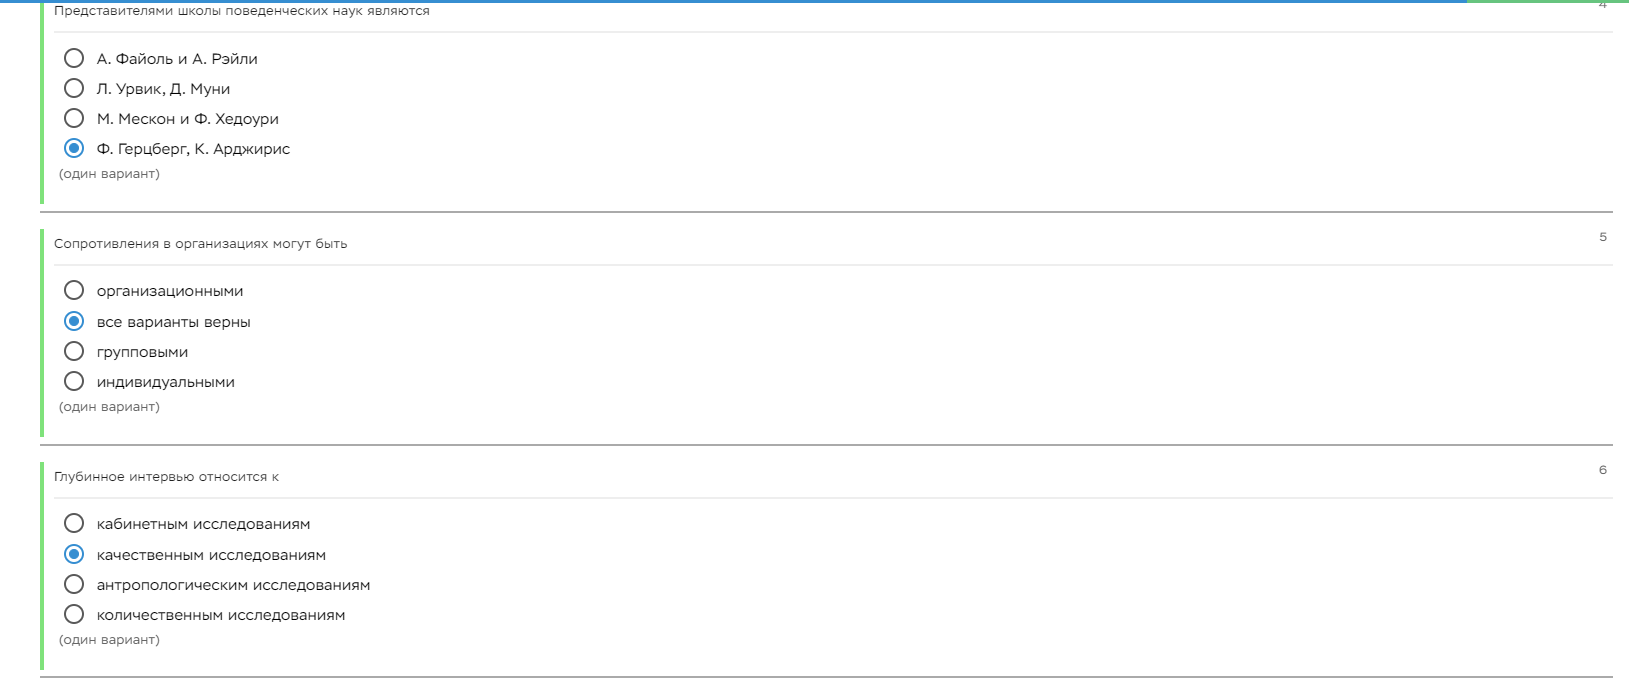 Представителями школы поведенческих наук являются
4
А. Файоль и А. Рэйли
Л. Урвик, Д. Муни
М. Мескон и Ф. Хедоури
Ф. Герцберг, К. Арджирис
(один вариант)
Сопротивления в организациях могут быть
5
организационными
все варианты верны
групповыми
индивидуальными
(один вариант)
Глубинное интервью относится к
6
кабинетным исследованиям
качественным исследованиям
антропологическим исследованиям
количественным исследованиям
(один вариант)